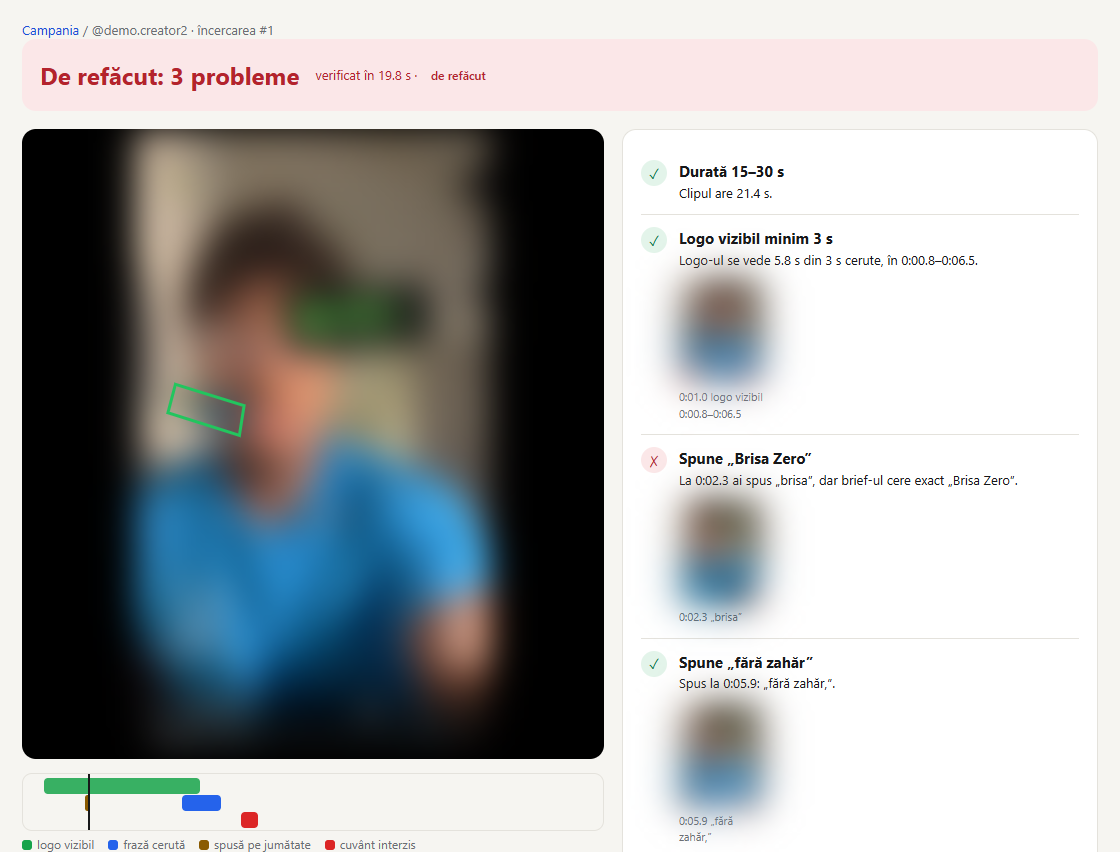 Campania / @demo.creator2 · încercarea #1
De refăcut: 3 probleme verificat în 19.8 s · de refăcut
✓ Durată 15–30 s
Clipul are 21.4 s.
✓ Logo vizibil minim 3 s
Logo-ul se vede 5.8 s din 3 s cerute, în 0:00.8–0:06.5.
0:01.0 logo vizibil
0:00.8–0:06.5
✗ Spune „Brisa Zero”
La 0:02.3 ai spus „brisa”, dar brief-ul cere exact „Brisa Zero”.
0:02.3 „brisa”
✓ Spune „fără zahăr”
Spus la 0:05.9: „fără zahăr,”.
0:05.9 „fără
zahăr,”
logo vizibil frază cerută spusă pe jumătate cuvânt interzis